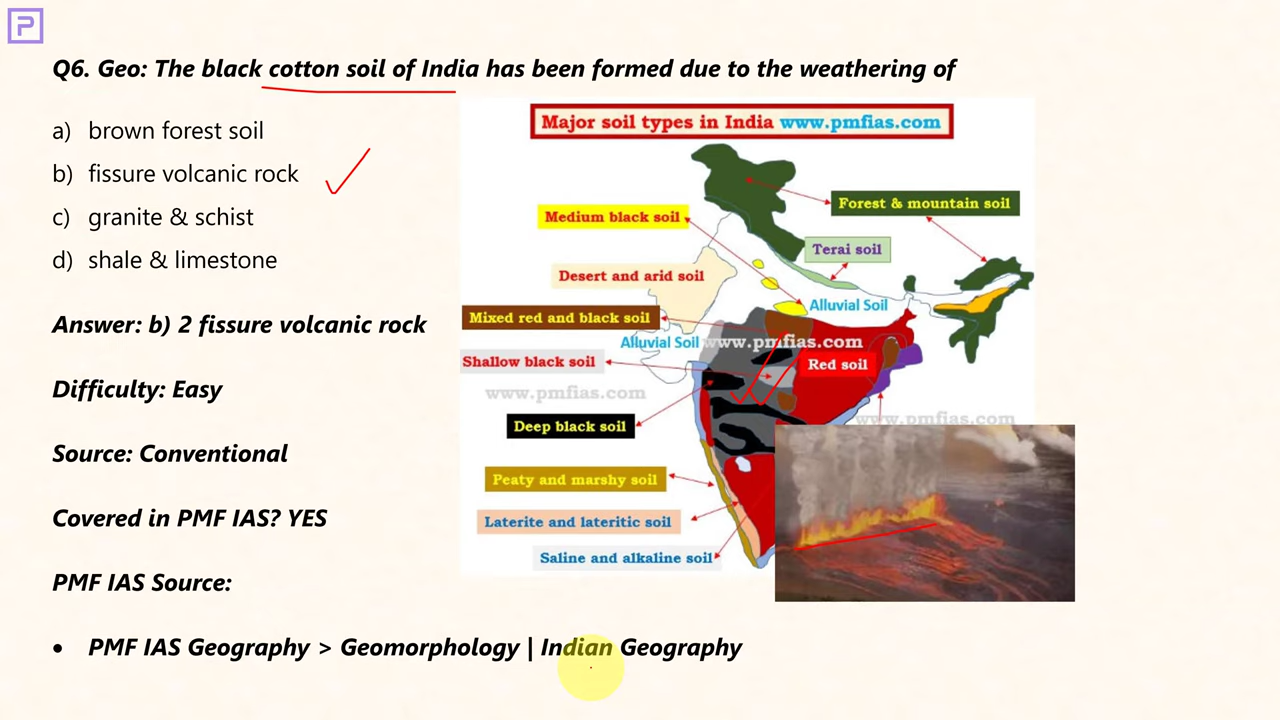 P
Q6. Geo: The black cotton soil of India has been formed due to the weathering of
a) brown forest soil
b) fissure volcanic rock
c) granite & schist
d) shale & limestone
Answer: b) 2 fissure volcanic rock
Difficulty: Easy
Source: Conventional
Covered in PMF IAS? YES
PMF IAS Source:
• PMF IAS Geography > Geomorphology | Indian Geography
Major soil types in India www.pmfias.com
Forest & mountain soil
Medium black soil
Terai soil
Desert and arid soil
Alluvial Soil
Mixed red and black soil
Alluvial Soil
www.pmfias.com
Shallow black soil
Red soil
www.pmfias.com
www.pmfias.com
Deep black soil
Peaty and marshy soil
Laterite and lateritic soil
Saline and alkaline soil